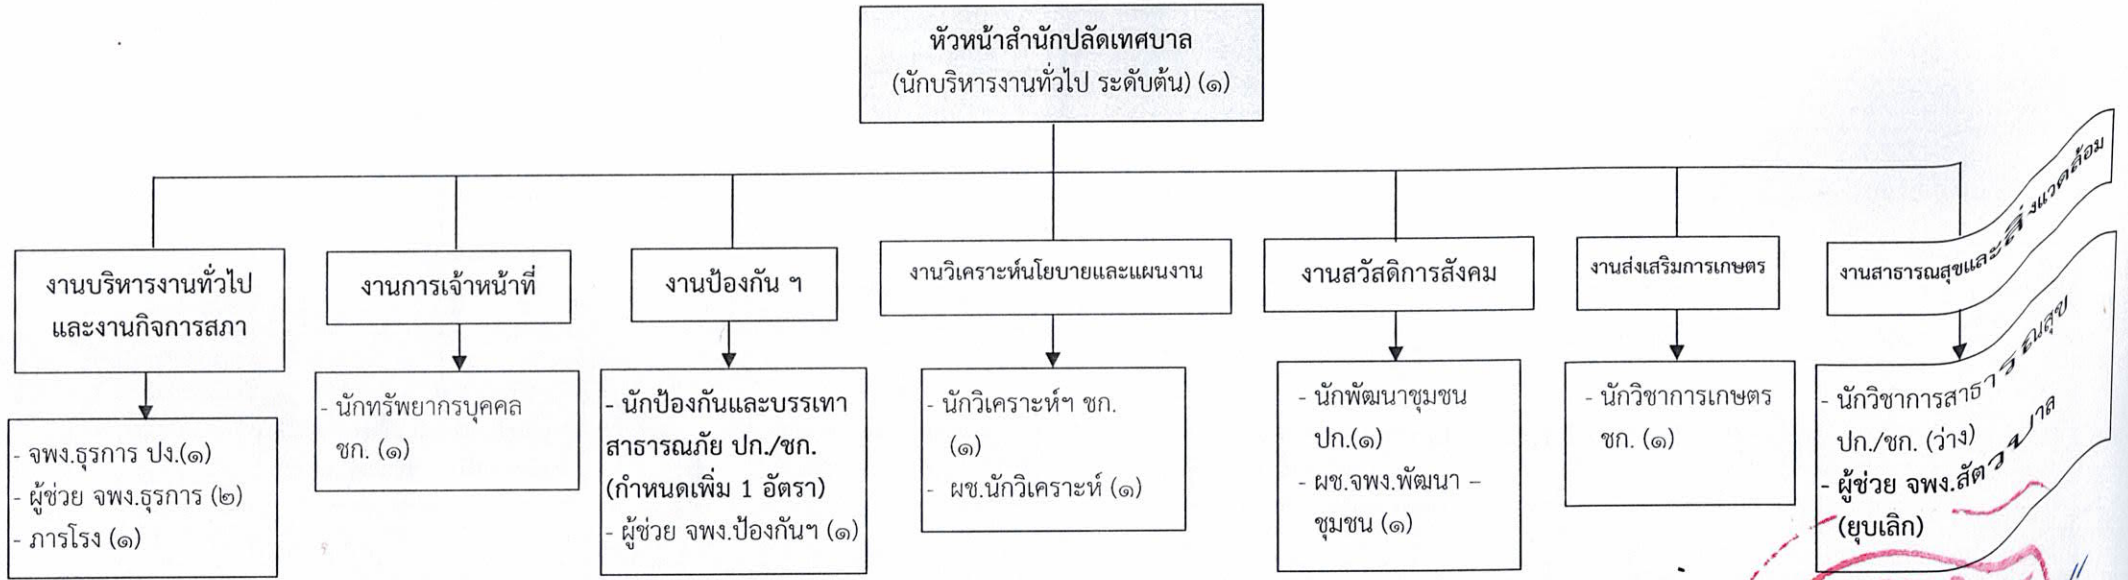 หัวหน้าสำนักปลัดเทศบาล
(นักบริหารงานทั่วไป ระดับต้น) (๑)
งานบริหารงานทั่วไป
และงานกิจการสภา
- จพง.ธุรการ ปง.(๑)
- ผู้ช่วย จพง.ธุรการ (๒)
- ภารโรง (๑)
งานการเจ้าหน้าที่
- นักทรัพยากรบุคคล
ชก. (๑)
งานป้องกัน ฯ
- นักป้องกันและบรรเทา
สาธารณภัย ปก./ชก.
(กำหนดเพิ่ม 1 อัตรา)
- ผู้ช่วย จพง.ป้องกันฯ (๑)
งานวิเคราะห์นโยบายและแผนงาน
- นักวิเคราะห์ฯ ชก.
(๑)
- ผช.นักวิเคราะห์ (๑)
งานสวัสดิการสังคม
- นักพัฒนาชุมชน
ปก.(๑)
- ผช.จพง.พัฒนา –
ชุมชน (๑)
งานส่งเสริมการเกษตร
- นักวิชาการเกษตร
ชก. (๑)
งานสาธารณสุขและสิ่งแวดล้อม
- นักวิชาการสาธารณสุข
ปก./ชก. (ว่าง)
- ผู้ช่วย จพง.สัตวบาล
(ยุบเลิก)